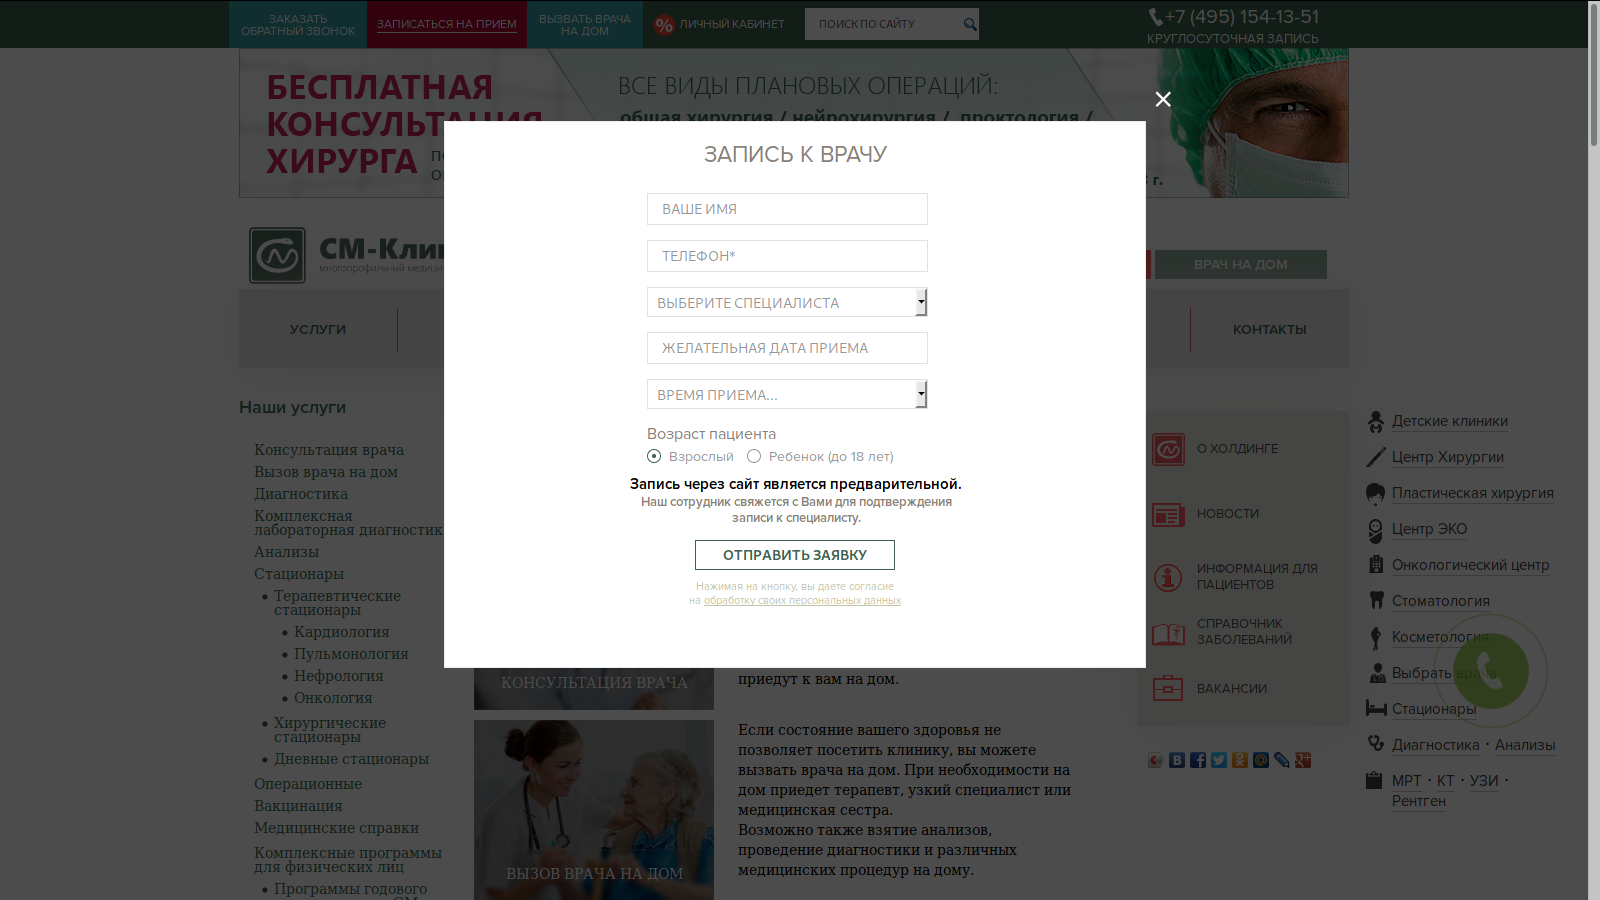 ЗАКАЗАТЬ
ОБРАТНЫЙ ЗВОНОК
ЗАПИСАТЬСЯ НА ПРИЕМ
ВЫЗВАТЬ ВРАЧА
НА ДОМ
% ЛИЧНЫЙ КАБИНЕТ
ПОИСК ПО САЙТУ
+7 (495) 154-13-51
КРУГЛОСУТОЧНАЯ ЗАПИСЬ
БЕСПЛАТНАЯ
КОНСУЛЬТАЦИЯ
ХИРУРГА
ВСЕ ВИДЫ ПЛАНОВЫХ ОПЕРАЦИЙ:
общая хирургия / нейрохирургия / проктология /
г.
ЗАПИСЬ К ВРАЧУ
ВАШЕ ИМЯ
ТЕЛЕФОН*
ВЫБЕРИТЕ СПЕЦИАЛИСТА
ЖЕЛАТЕЛЬНАЯ ДАТА ПРИЕМА
ВРЕМЯ ПРИЕМА...
Возраст пациента
Взрослый
Ребенок (до 18 лет)
Запись через сайт является предварительной.
Наш сотрудник свяжется с Вами для подтверждения
записи к специалисту.
ОТПРАВИТЬ ЗАЯВКУ
Нажимая на кнопку, вы даете согласие
на обработку своих персональных данных
СМ-Клин
многопрофильный медици
ВРАЧ НА ДОМ
УСЛУГИ
КОНТАКТЫ
Наши услуги
Консультация врача
Вызов врача на дом
Диагностика
Комплексная
лабораторная диагностик
Анализы
Стационары
Терапевтические
стационары
Кардиология
Пульмонология
Нефрология
Онкология
Хирургические
стационары
Дневные стационары
Операционные
Вакцинация
Медицинские справки
Комплексные программы
для физических лиц
Программы годового
КОНСУЛЬТАЦИЯ ВРАЧА
ВЫЗОВ ВРАЧА НА ДОМ
приедут к вам на дом.
Если состояние вашего здоровья не
позволяет посетить клинику, вы можете
вызвать врача на дом. При необходимости на
дом приедет терапевт, узкий специалист или
медицинская сестра.
Возможно также взятие анализов,
проведение диагностики и различных
медицинских процедур на дому.
О ХОЛДИНГЕ
НОВОСТИ
ИНФОРМАЦИЯ ДЛЯ
ПАЦИЕНТОВ
СПРАВОЧНИК
ЗАБОЛЕВАНИЙ
ВАКАНСИИ
Детские клиники
Центр Хирургии
Пластическая хирургия
Центр ЭКО
Онкологический центр
Стоматология
Косметология
Выбрать врача
Стационары
Диагностика · Анализы
МРТ · КТ · УЗИ ·
Рентген